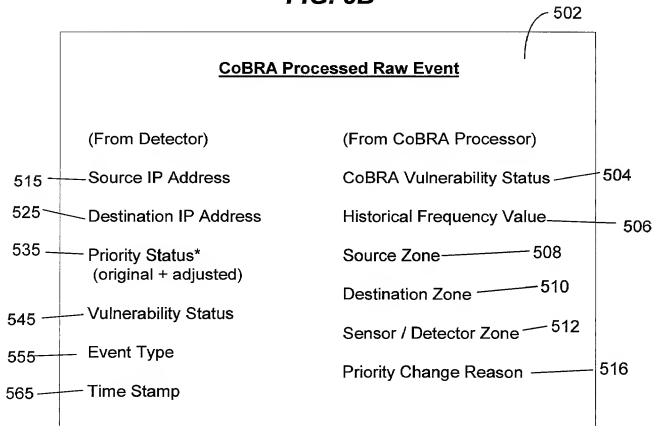 502
CoBRA Processed Raw Event
(From Detector)
(From CoBRA Processor)
515 Source IP Address
CoBRA Vulnerability Status 504
525 Destination IP Address
Historical Frequency Value 506
535 Priority Status*
(original + adjusted)
Source Zone 508
Destination Zone 510
545 Vulnerability Status
Sensor / Detector Zone 512
555 Event Type
Priority Change Reason 516
565 Time Stamp